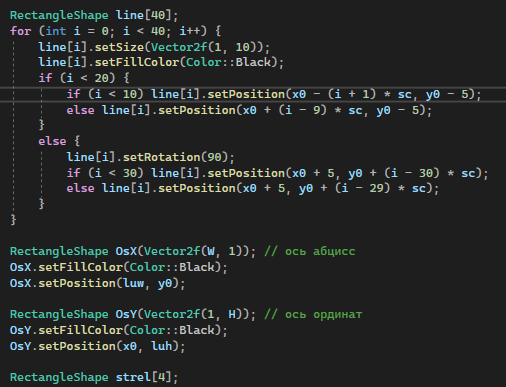 RectangleShape line[40];
for (int i = 0; i < 40; i++) {
line[i].setSize(Vector2f(1, 10));
line[i].setFillColor(Color::Black);
if (i < 20) {
if (i < 10) line[i].setPosition(x0 - (i + 1) * sc, y0 - 5);
else line[i].setPosition(x0 + (i - 9) * sc, y0 - 5);
}
else {
line[i].setRotation(90);
if (i < 30) line[i].setPosition(x0 + 5, y0 + (i - 30) * sc);
else line[i].setPosition(x0 + 5, y0 + (i - 29) * sc);
}
}
RectangleShape OsX(Vector2f(W, 1)); // ось абцисс
OsX.setFillColor(Color::Black);
OsX.setPosition(luw, y0);
RectangleShape OsY(Vector2f(1, H)); // ось ординат
OsY.setFillColor(Color::Black);
OsY.setPosition(x0, luh);
RectangleShape strel[4];